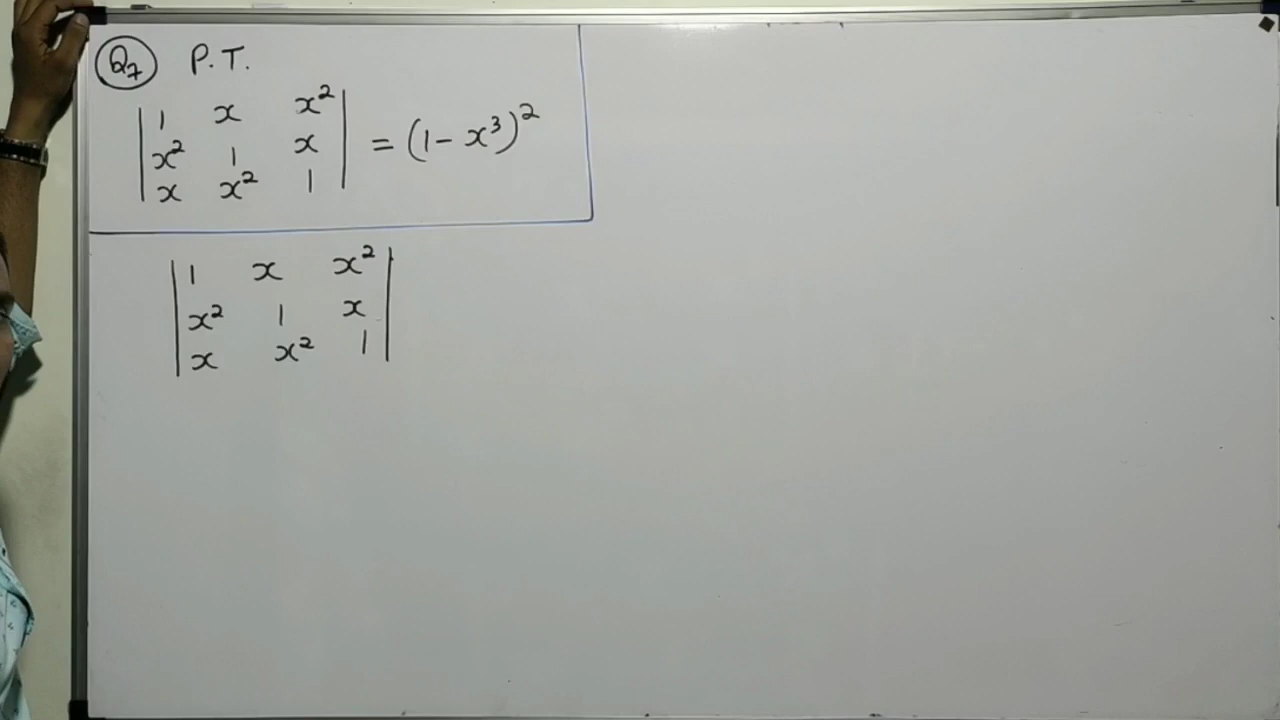 Q7 P.T.
| 1 x x² |
| x² 1 x | = (1 - x³)²
| x x² 1 |
| 1 x x² |
| x² 1 x |
| x x² 1 |